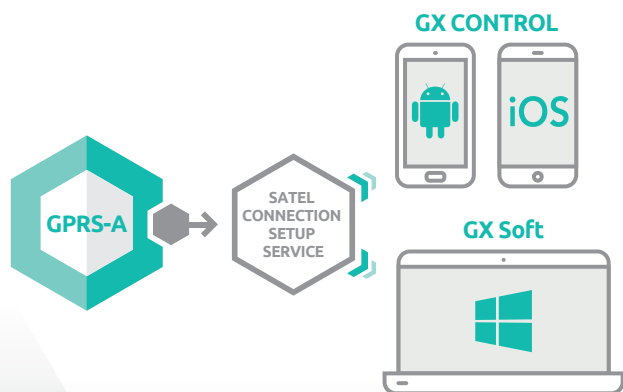 GX CONTROL
iOS
GPRS-A
SATEL
CONNECTION
SETUP
SERVICE
GX Soft